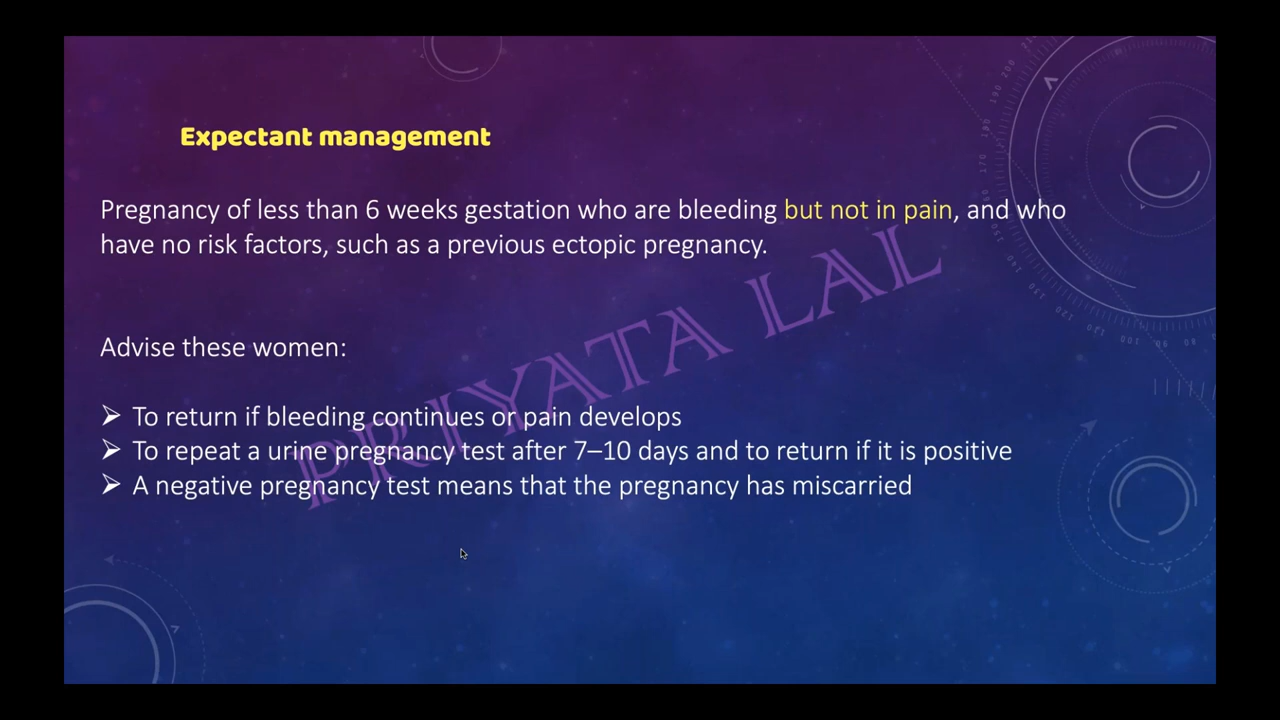 Expectant management
Pregnancy of less than 6 weeks gestation who are bleeding but not in pain, and who
have no risk factors, such as a previous ectopic pregnancy.
PRIYATA LAL
Advise these women:
➢ To return if bleeding continues or pain develops
➢ To repeat a urine pregnancy test after 7–10 days and to return if it is positive
➢ A negative pregnancy test means that the pregnancy has miscarried